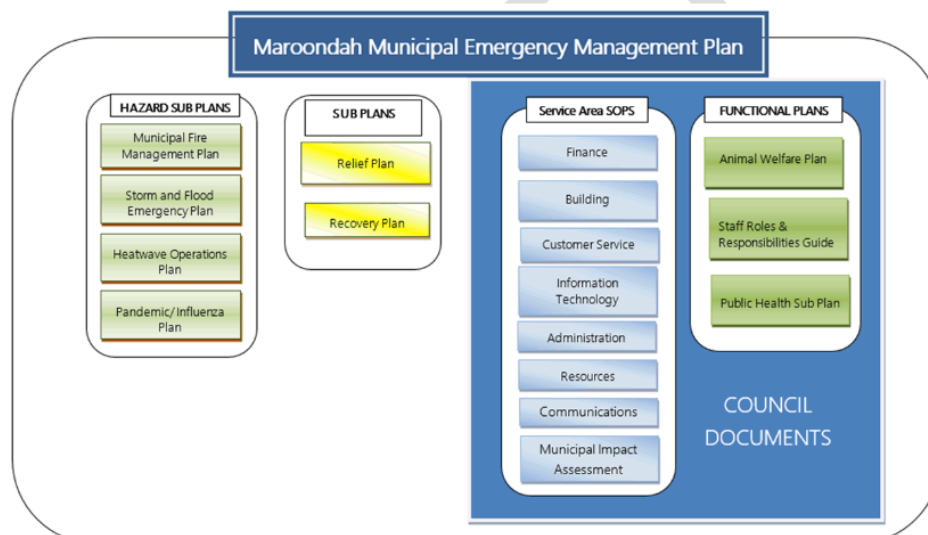 Maroondah Municipal Emergency Management Plan
HAZARD SUB PLANS
Municipal Fire
Management Plan
Storm and Flood
Emergency Plan
Heatwave Operations
Plan
Pandemic/Influenza
Plan
SUB PLANS
Relief Plan
Recovery Plan
Service Area SOPS
Finance
Building
Customer Service
Information
Technology
Administration
Resources
Communications
Municipal Impact
Assessment
FUNCTIONAL PLANS
Animal Welfare Plan
Staff Roles &
Responsibilities Guide
Public Health Sub Plan
COUNCIL
DOCUMENTS